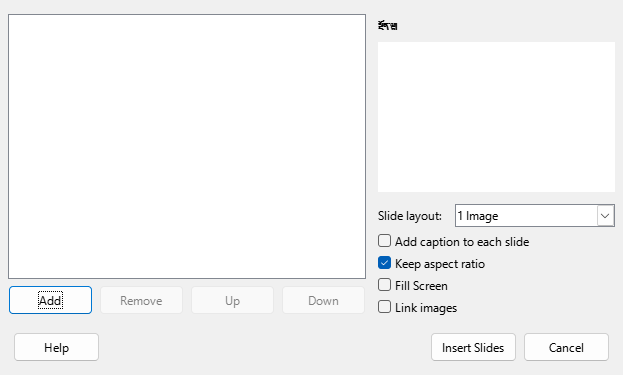 Slide layout:
1 Image
Add caption to each slide
Keep aspect ratio
Fill Screen
Link images
Add
Remove
Up
Down
Help
Insert Slides
Cancel